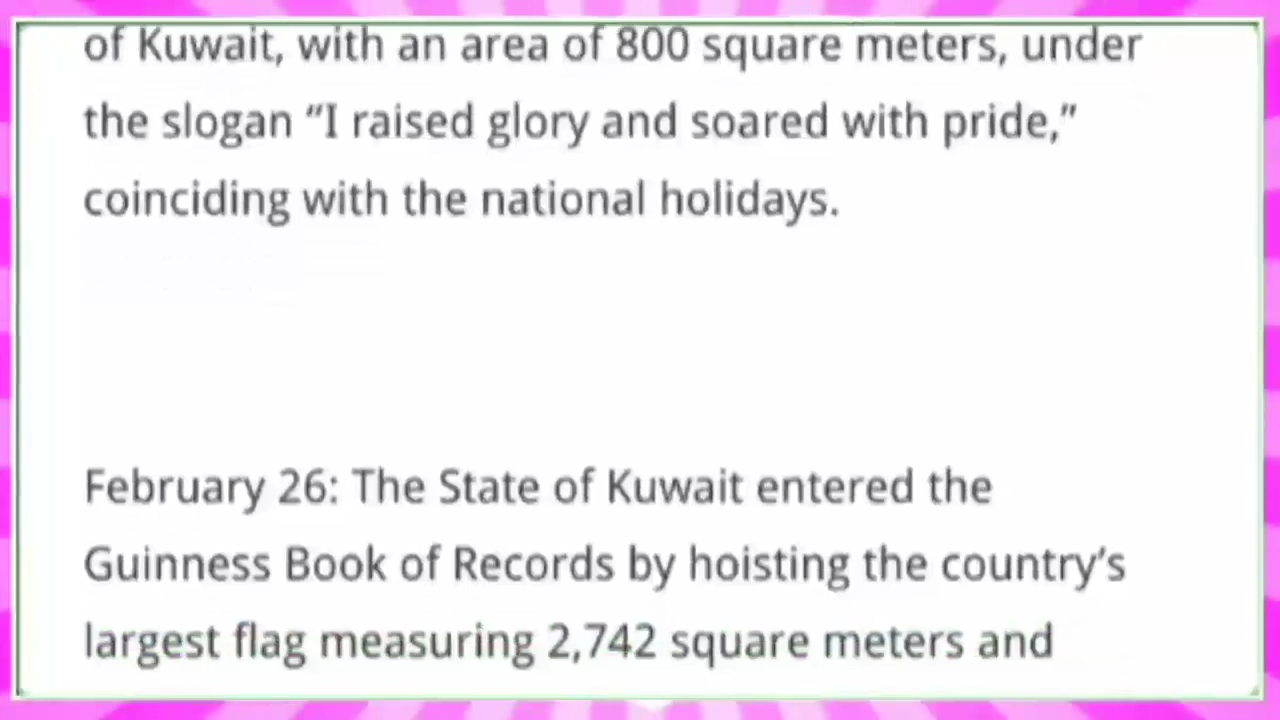 of Kuwait, with an area of 800 square meters, under
the slogan “I raised glory and soared with pride,”
coinciding with the national holidays.
February 26: The State of Kuwait entered the
Guinness Book of Records by hoisting the country’s
largest flag measuring 2,742 square meters and